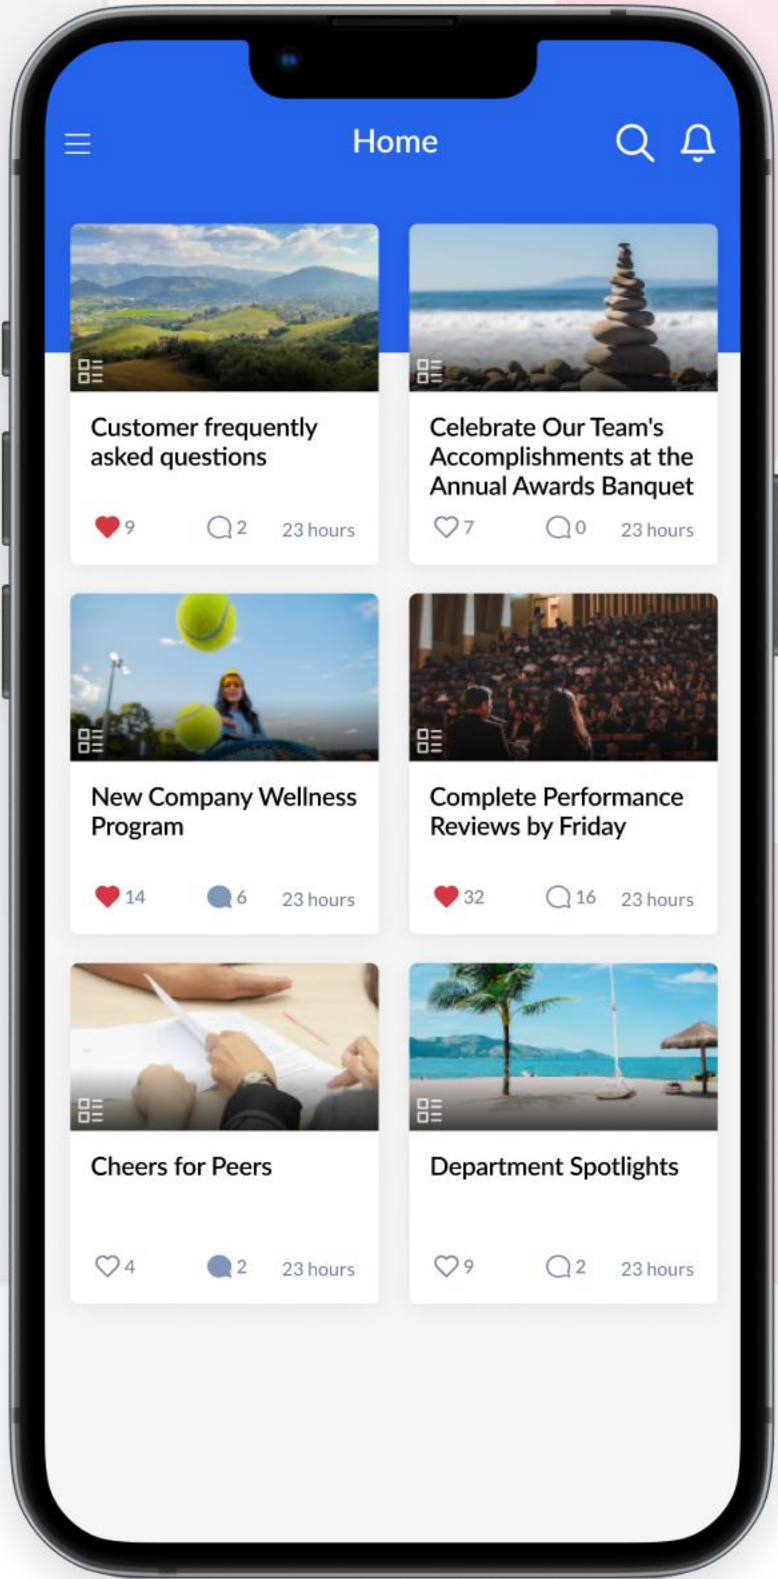 Home
Customer frequently
asked questions
9 2 23 hours
Celebrate Our Team's
Accomplishments at the
Annual Awards Banquet
7 0 23 hours
New Company Wellness
Program
14 6 23 hours
Complete Performance
Reviews by Friday
32 16 23 hours
Cheers for Peers
4 2 23 hours
Department Spotlights
9 2 23 hours